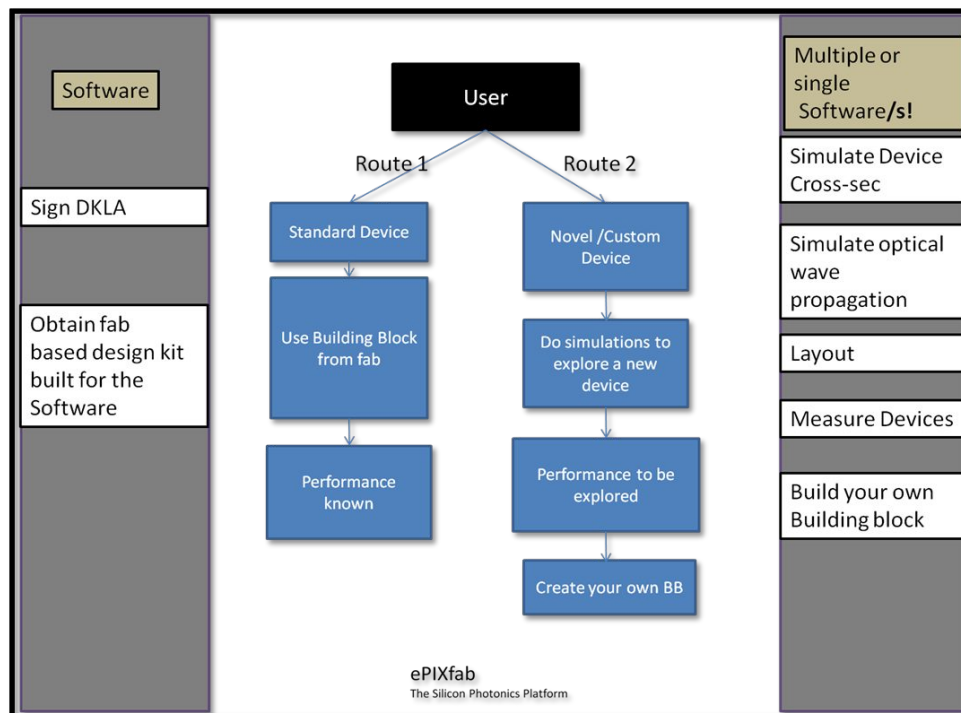 Software
Sign DKLA
Obtain fab
based design kit
built for the
Software
User
Route 1
Route 2
Standard Device
Use Building Block
from fab
Performance
known
Novel /Custom
Device
Do simulations to
explore a new
device
Performance to be
explored
Create your own BB
ePIXfab
The Silicon Photonics Platform
Multiple or
single
Software/s!
Simulate Device
Cross-sec
Simulate optical
wave
propagation
Layout
Measure Devices
Build your own
Building block